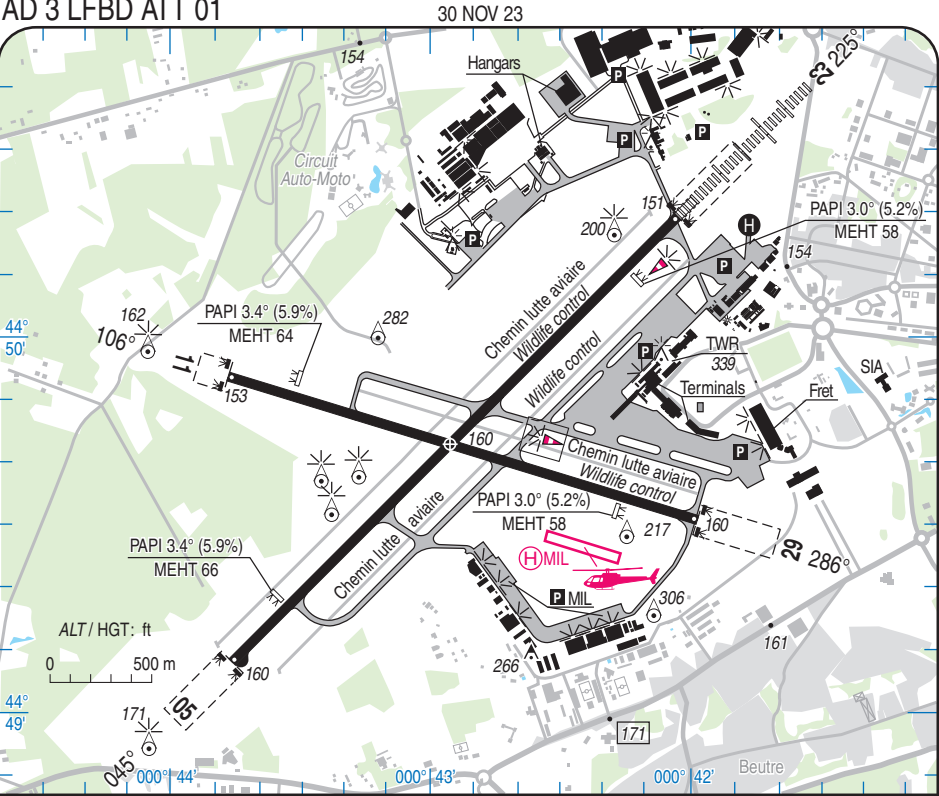 AD 3 LFBD ATT 01
30 NOV 23
154
Hangars
P
23 225°
P
P
Circuit
Auto-Moto
151
200
PAPI 3.0° (5.2%)
MEHT 58
H
P
P
154
162
106°
PAPI 3.4° (5.9%)
MEHT 64
282
Chemin lutte aviaire
Wildlife control
Wildlife control
44°
50'
11
153
P
TWR
339
Terminals
SIA
Fret
160
Chemin lutte aviaire
Wildlife control
P
PAPI 3.0° (5.2%)
MEHT 58
217
160
29 286°
Chemin lutte aviaire
PAPI 3.4° (5.9%)
MEHT 66
H MIL
P MIL
306
ALT / HGT: ft
0 500 m
161
266
160
44°
49'
05
171
045°
171
000° 44'
000° 43'
000° 42'
Beutre